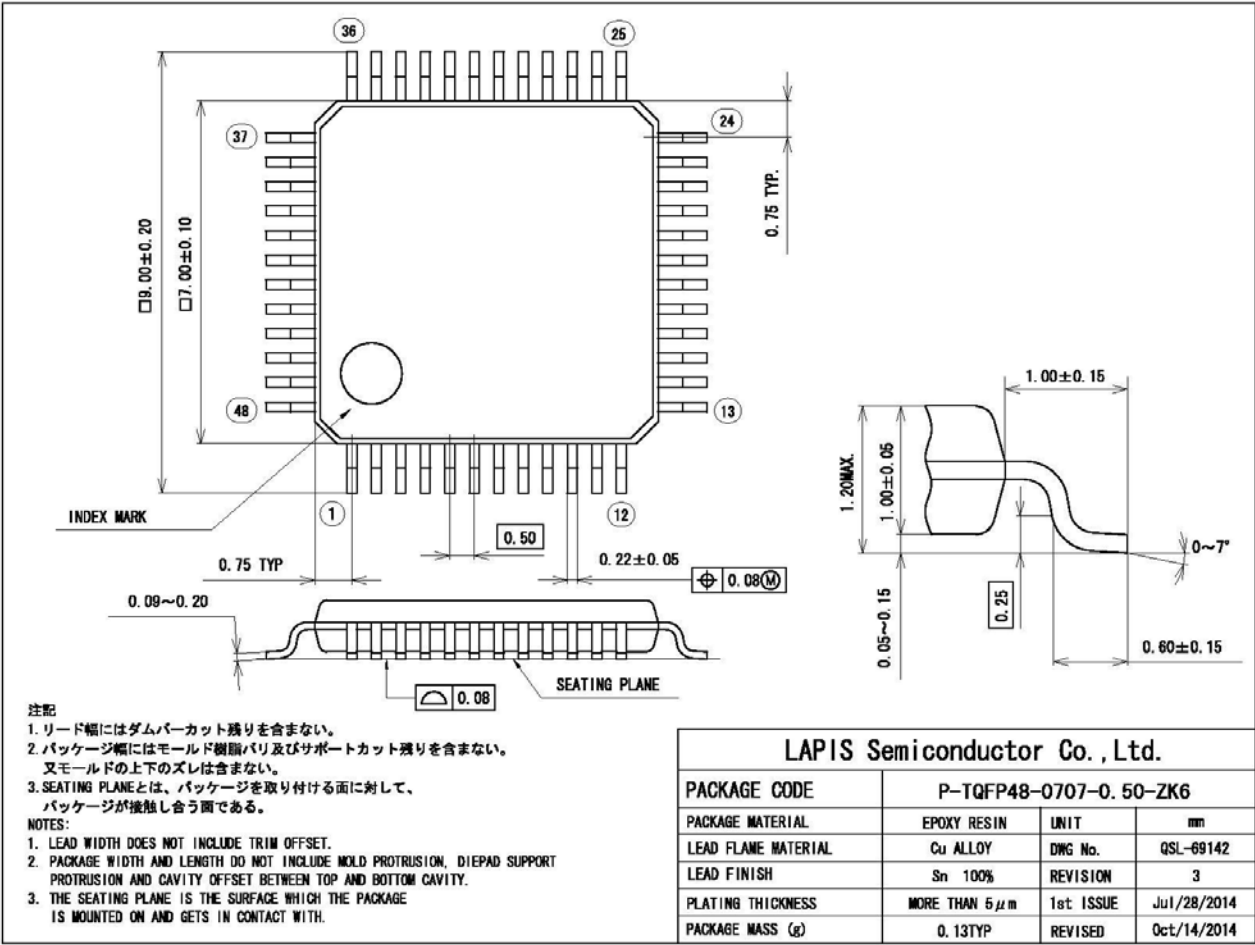 36
25
37
24
0.75 TYP.
□9.00±0.20
□7.00±0.10
48
13
INDEX MARK
1
12
0.50
0.75 TYP
0.22±0.05
0.08Ⓜ
0.09~0.20
SEATING PLANE
0.08
1.00±0.15
1.20MAX.
1.00±0.05
0~7°
0.05~0.15
0.25
0.60±0.15
注記
1.リード幅にはダムバーカット残りを含まない。
2.パッケージ幅にはモールド樹脂バリ及びサポートカット残りを含まない。
又モールドの上下のズレは含まない。
3.SEATING PLANEとは、パッケージを取り付ける面に対して、
パッケージが接触し合う面である。
NOTES:
1. LEAD WIDTH DOES NOT INCLUDE TRIM OFFSET.
2. PACKAGE WIDTH AND LENGTH DO NOT INCLUDE MOLD PROTRUSION, DIEPAD SUPPORT
PROTRUSION AND CAVITY OFFSET BETWEEN TOP AND BOTTOM CAVITY.
3. THE SEATING PLANE IS THE SURFACE WHICH THE PACKAGE
IS MOUNTED ON AND GETS IN CONTACT WITH.
LAPIS Semiconductor Co.,Ltd.
PACKAGE CODE P-TQFP48-0707-0.50-ZK6
PACKAGE MATERIAL EPOXY RESIN UNIT mm
LEAD FLAME MATERIAL Cu ALLOY DWG No. QSL-69142
LEAD FINISH Sn 100% REVISION 3
PLATING THICKNESS MORE THAN 5μm 1st ISSUE Jul/28/2014
PACKAGE MASS (g) 0.13TYP REVISED Oct/14/2014